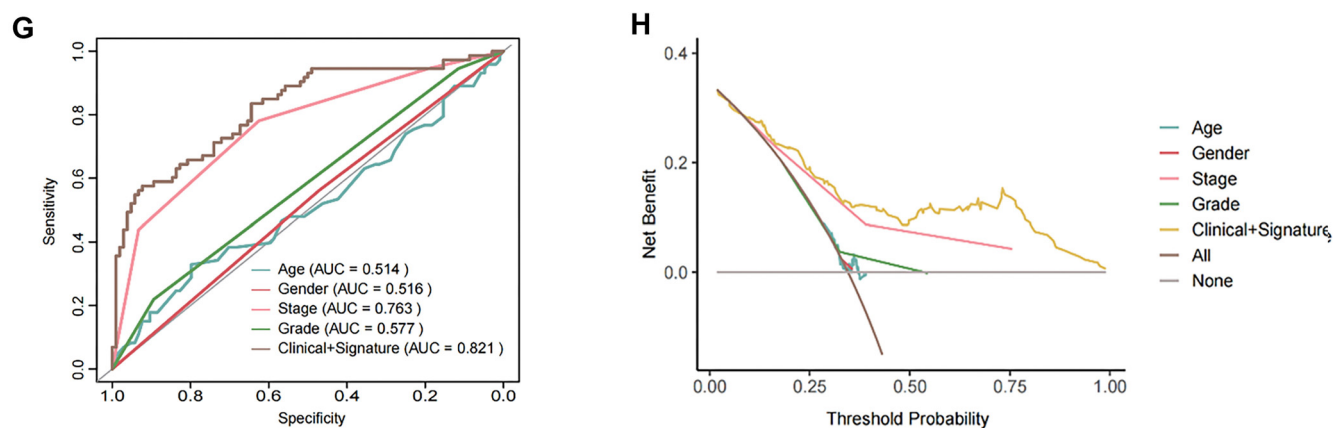 G
1.0
0.8
0.6
0.4
0.2
0.0
Sensitivity
Age (AUC = 0.514 )
Gender (AUC = 0.516 )
Stage (AUC = 0.763 )
Grade (AUC = 0.577 )
Clinical+Signature (AUC = 0.821 )
1.0 0.8 0.6 0.4 0.2 0.0
Specificity
H
0.4
0.2
0.0
Net Benefit
0.00 0.25 0.50 0.75 1.00
Threshold Probability
Age
Gender
Stage
Grade
Clinical+Signature
All
None